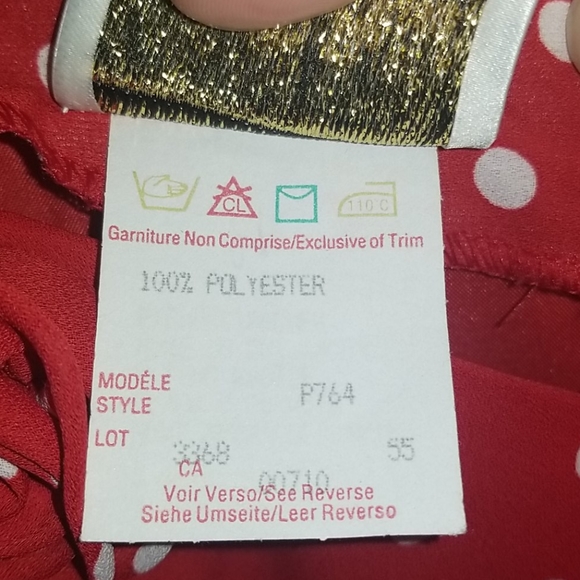 CL
110 C
Garniture Non Comprise/Exclusive of Trim
100% POLYESTER
MODÉLE
STYLE
P764
LOT
3368
55
CA
00710
Voir Verso/See Reverse
Siehe Umseite/Leer Reverso